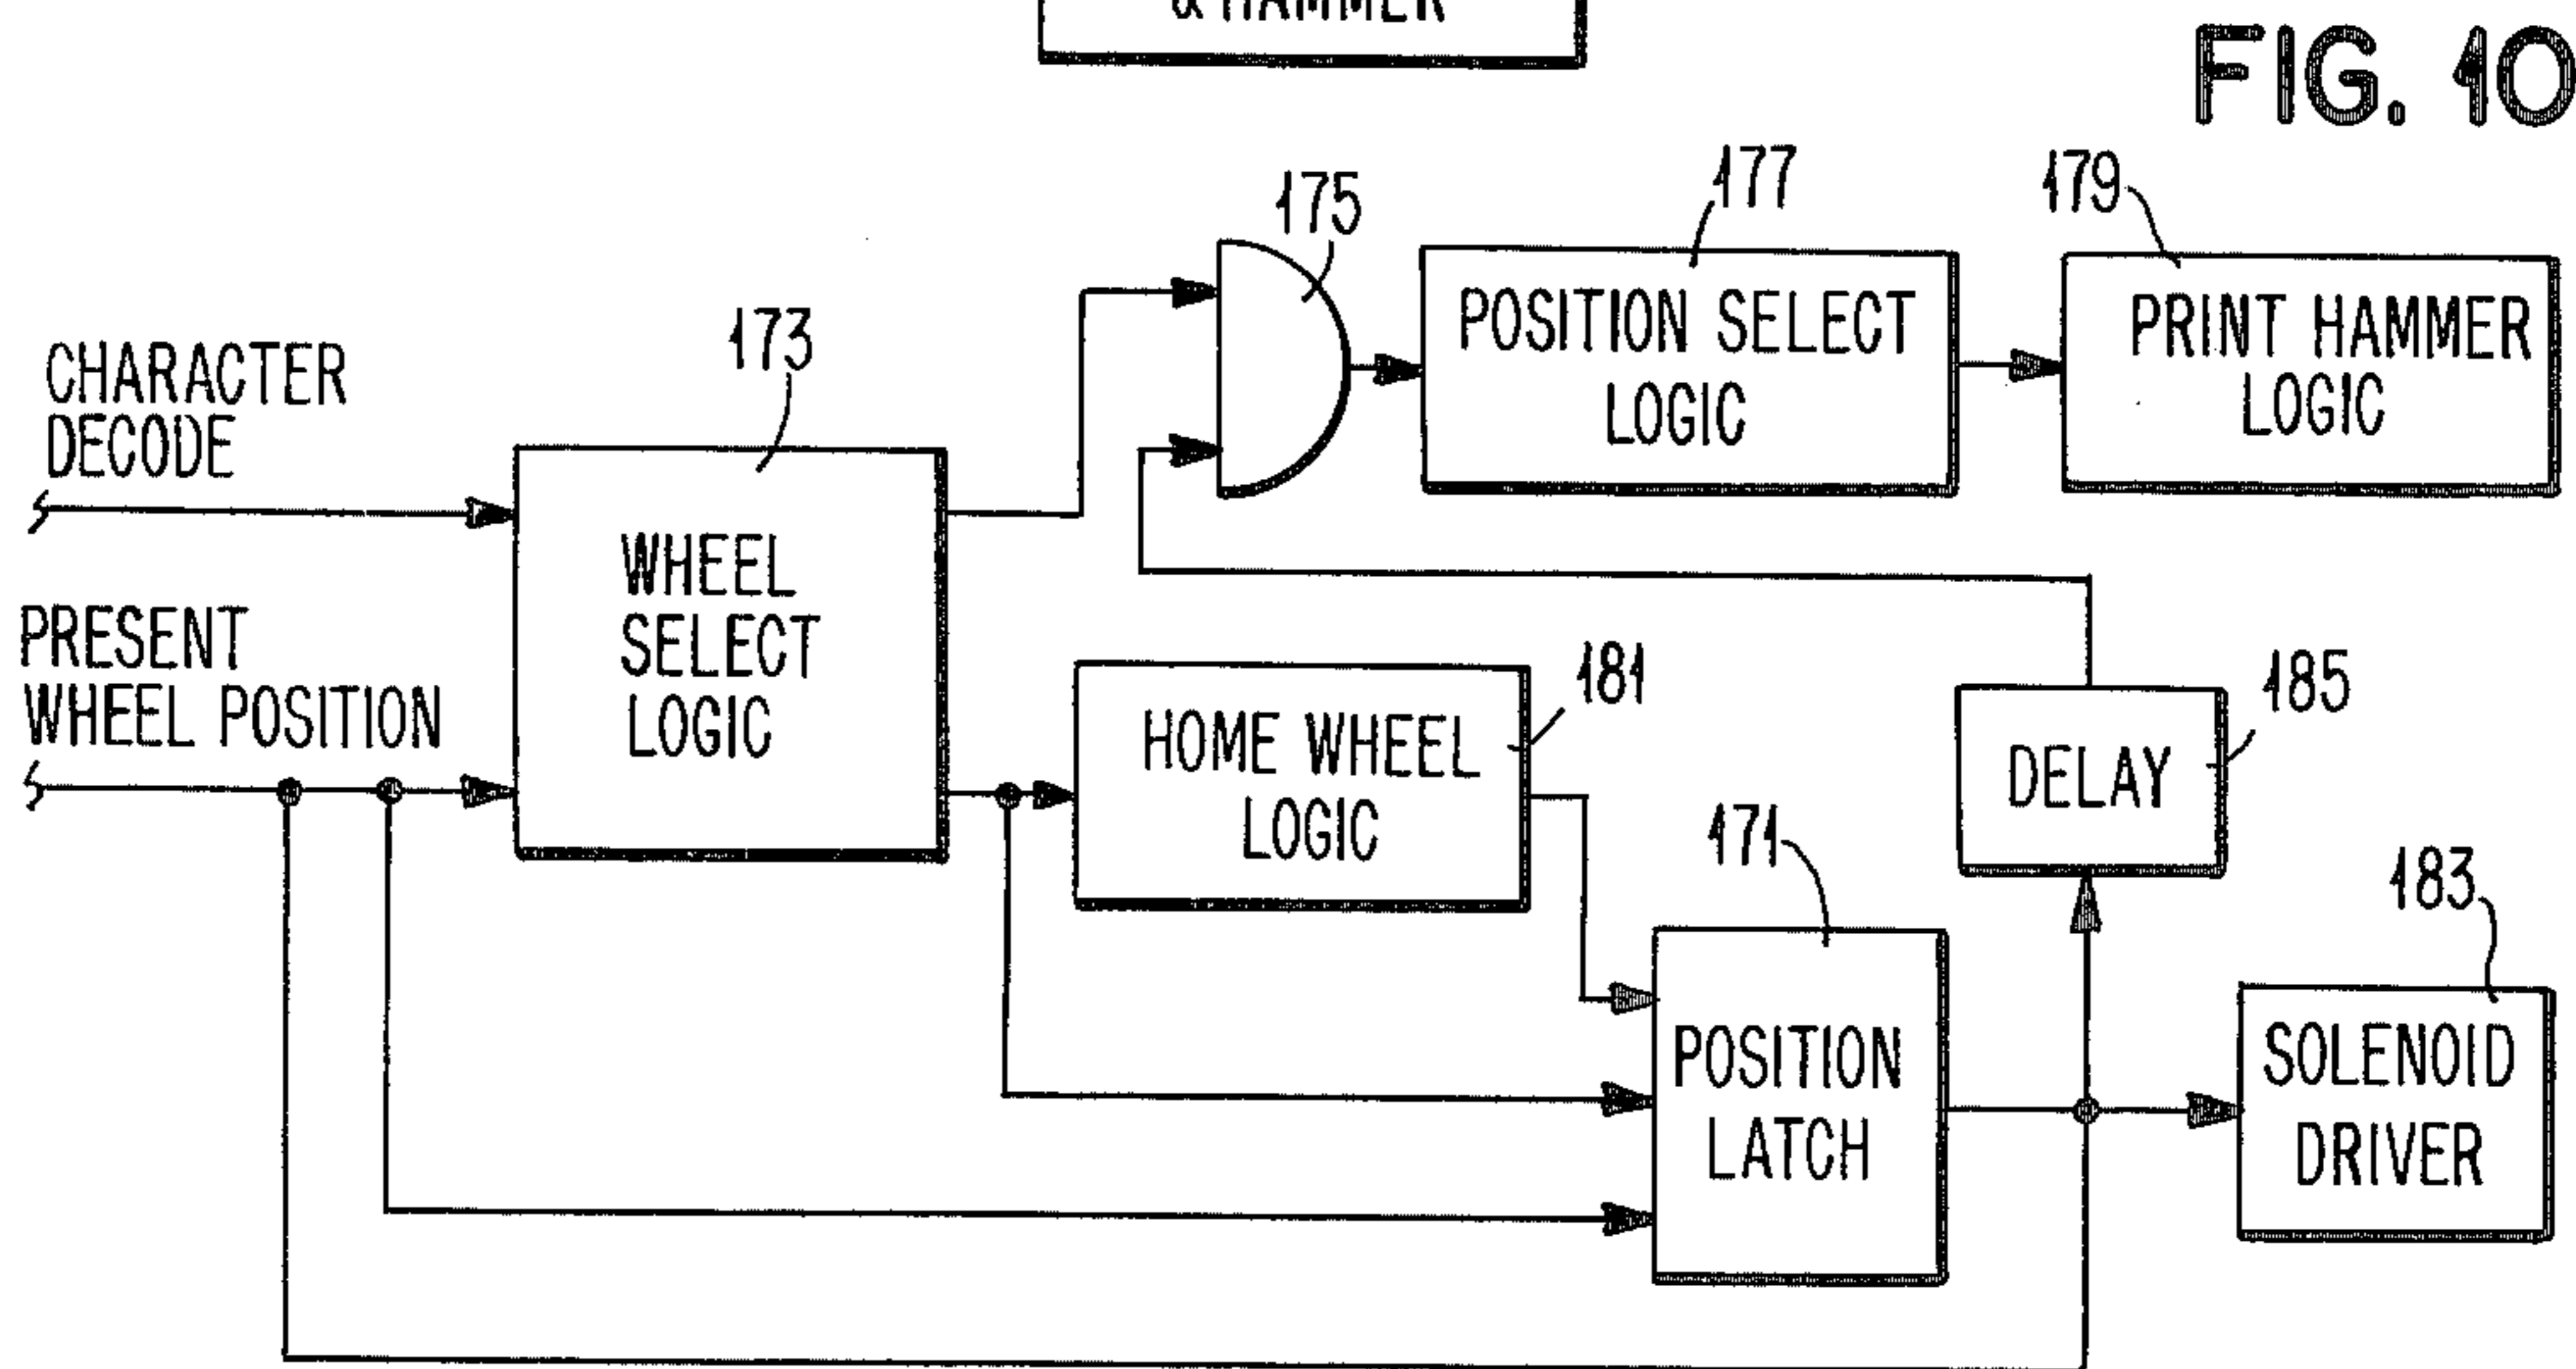 & HAMMER
FIG. 10
175
177
179
173
CHARACTER
DECODE
POSITION SELECT
LOGIC
PRINT HAMMER
LOGIC
WHEEL
SELECT
LOGIC
PRESENT
WHEEL POSITION
HOME WHEEL
LOGIC
181
DELAY
185
171
183
POSITION
LATCH
SOLENOID
DRIVER